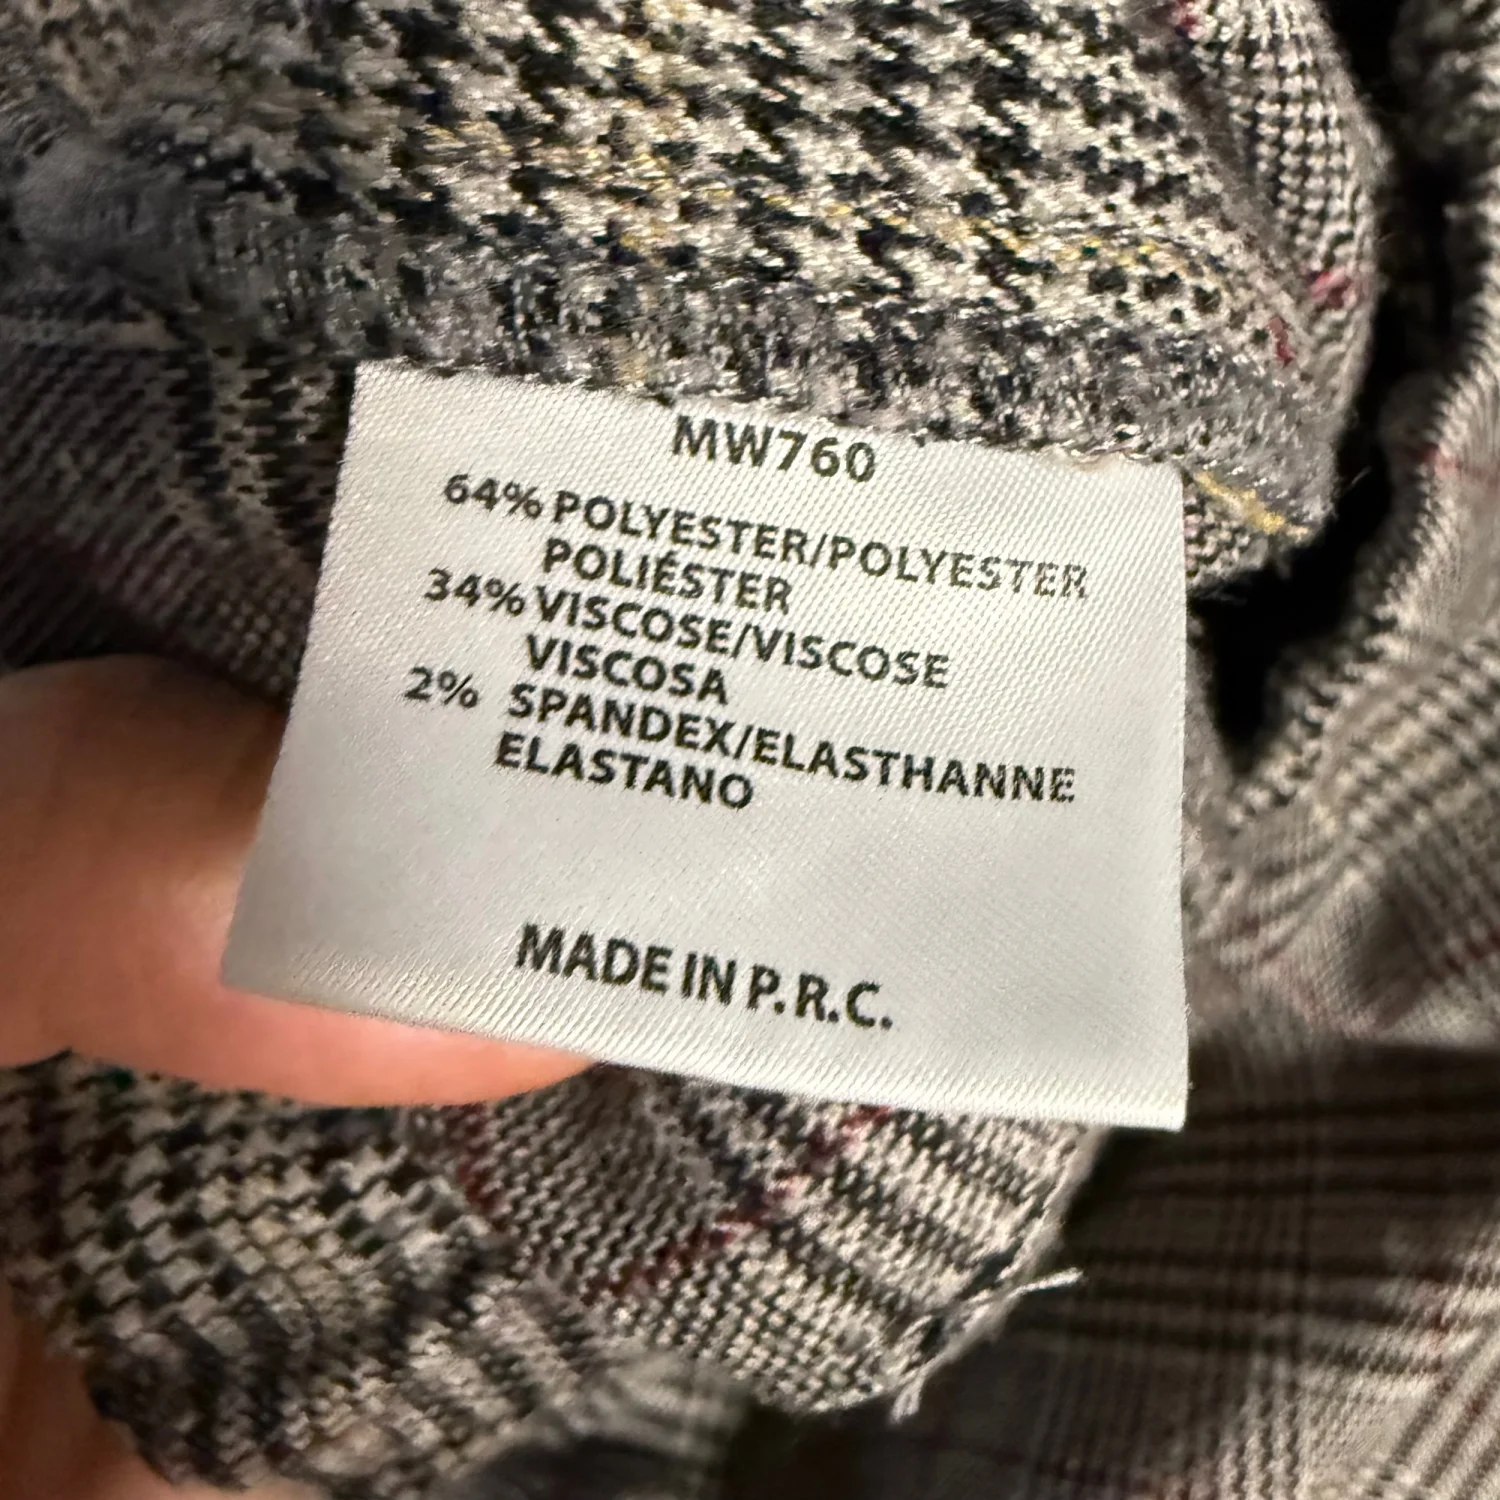 MW760
64% POLYESTER/POLYESTER
POLIÉSTER
34% VISCOSE/VISCOSE
VISCOSA
2% SPANDEX/ELASTHANNE
ELASTANO
MADE IN P.R.C.